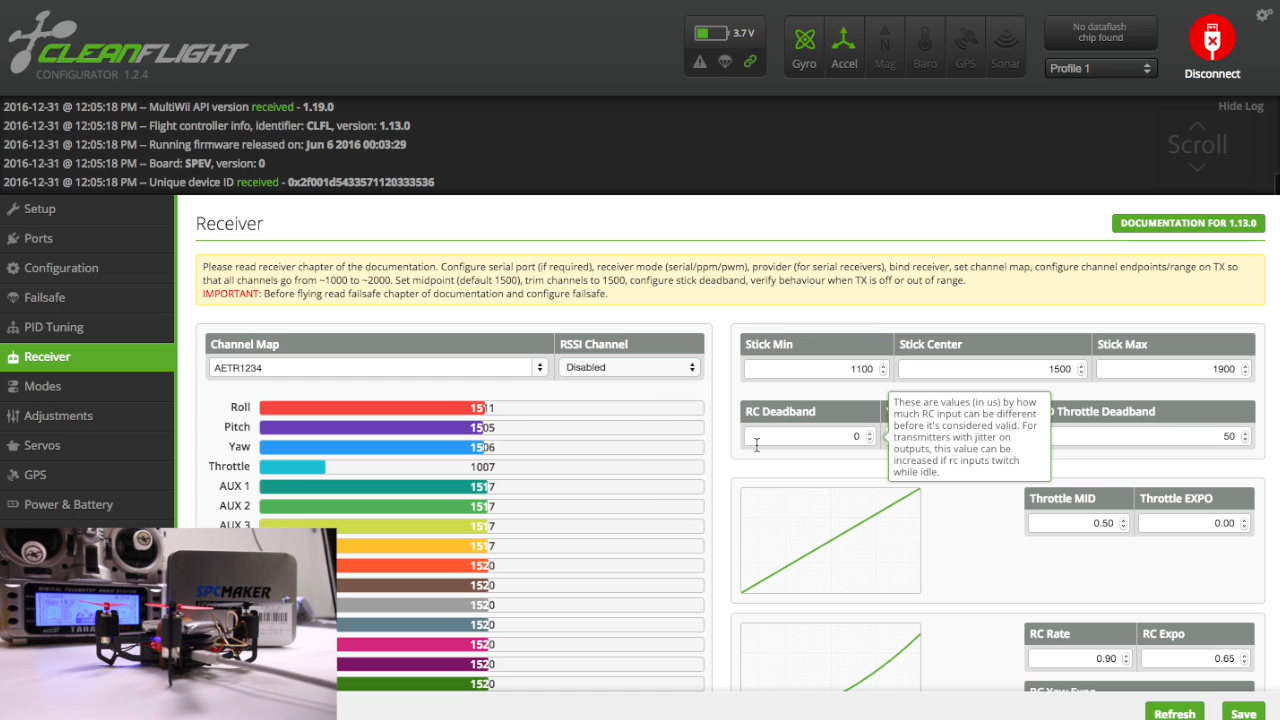 CLEANFLIGHT
CONFIGURATOR 1.2.4
3.7 V
Gyro Accel Mag Baro GPS Sonar
No dataflash
chip found
Profile 1
Disconnect
2016-12-31 @ 12:05:18 PM -- MultiWii API version received - 1.19.0
2016-12-31 @ 12:05:18 PM -- Flight controller info, identifier: CLFL, version: 1.13.0
2016-12-31 @ 12:05:18 PM -- Running firmware released on: Jun 6 2016 00:03:29
2016-12-31 @ 12:05:18 PM -- Board: SPEV, version: 0
2016-12-31 @ 12:05:18 PM -- Unique device ID received - 0x2f001d5433571120333536
Hide Log
Scroll
Setup
Ports
Configuration
Failsafe
PID Tuning
Receiver
Modes
Adjustments
Servos
GPS
Power & Battery
Receiver
DOCUMENTATION FOR 1.13.0
Please read receiver chapter of the documentation. Configure serial port (if required), receiver mode (serial/ppm/pwm), provider (for serial receivers), bind receiver, set channel map, configure channel endpoints/range on TX so
that all channels go from ~1000 to ~2000. Set midpoint (default 1500), trim channels to 1500, configure stick deadband, verify behaviour when TX is off or out of range.
IMPORTANT: Before flying read failsafe chapter of documentation and configure failsafe.
Channel Map RSSI Channel
AETR1234 Disabled
Roll 1511
Pitch 1505
Yaw 1506
Throttle 1007
AUX 1 1517
AUX 2 1517
AUX 3 1517
1517
1520
1520
1520
1520
1520
1520
1520
Stick Min Stick Center Stick Max
1100 1500 1900
RC Deadband Throttle Deadband
0 50
These are values (in us) by how
much RC input can be different
before it's considered valid. For
transmitters with jitter on
outputs, this value can be
increased if rc inputs twitch
while idle.
Throttle MID Throttle EXPO
0.50 0.00
RC Rate RC Expo
0.90 0.65
RC Yaw Expo
Refresh Save
SPCMAKER